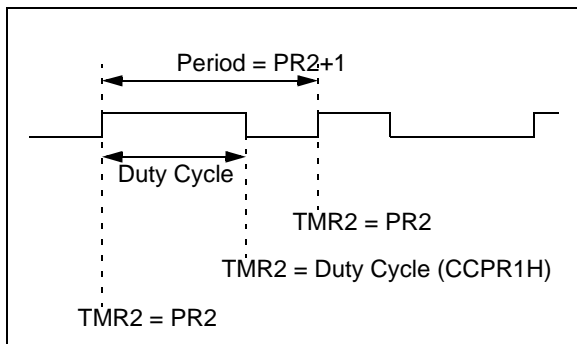 Period = PR2+1
Duty Cycle
TMR2 = PR2
TMR2 = Duty Cycle (CCPR1H)
TMR2 = PR2